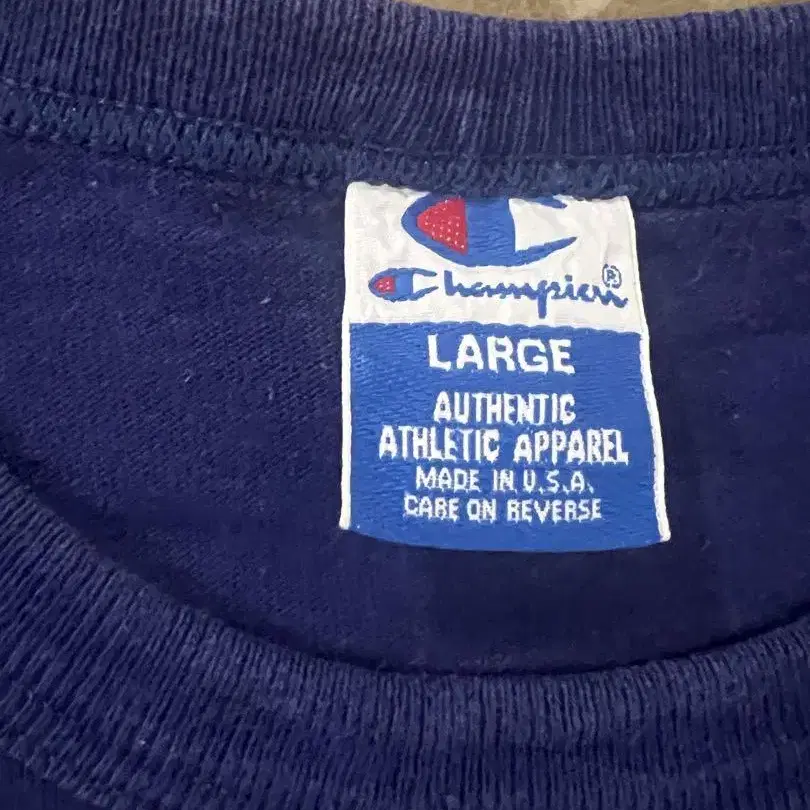 Champion®
LARGE
AUTHENTIC
ATHLETIC APPAREL
MADE IN U.S.A.
CARE ON REVERSE